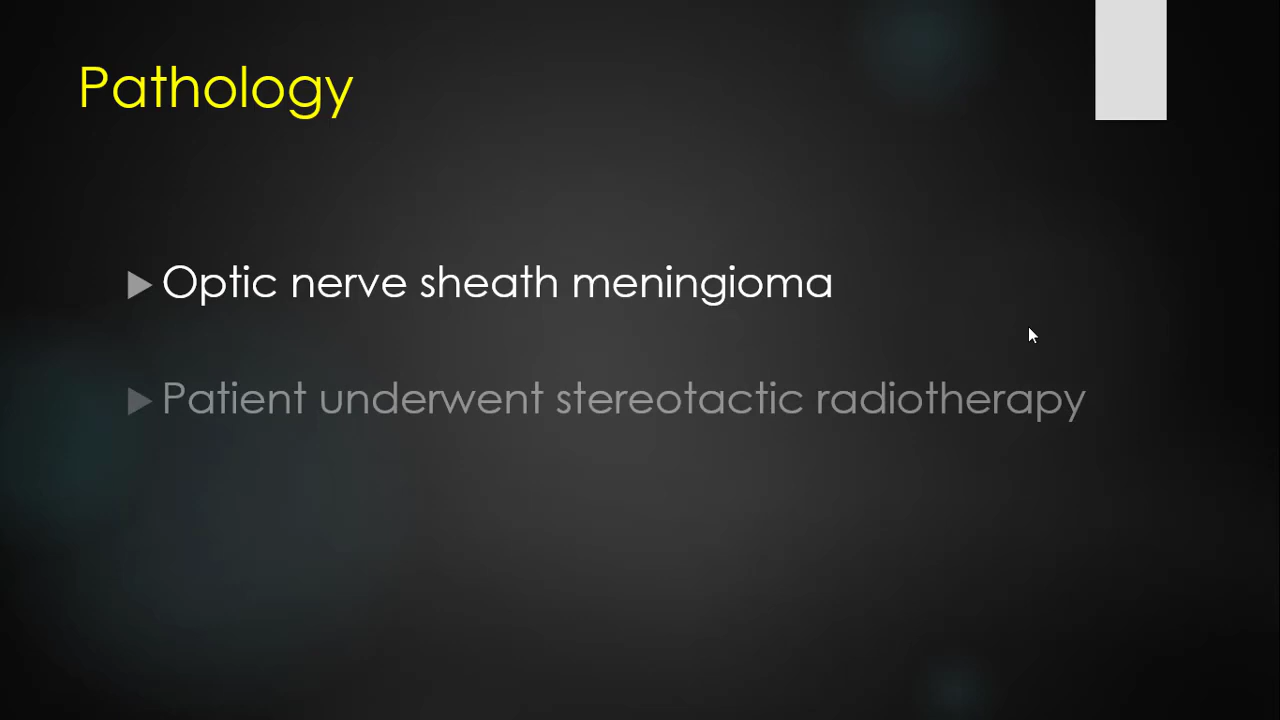 Pathology
Optic nerve sheath meningioma
Patient underwent stereotactic radiotherapy